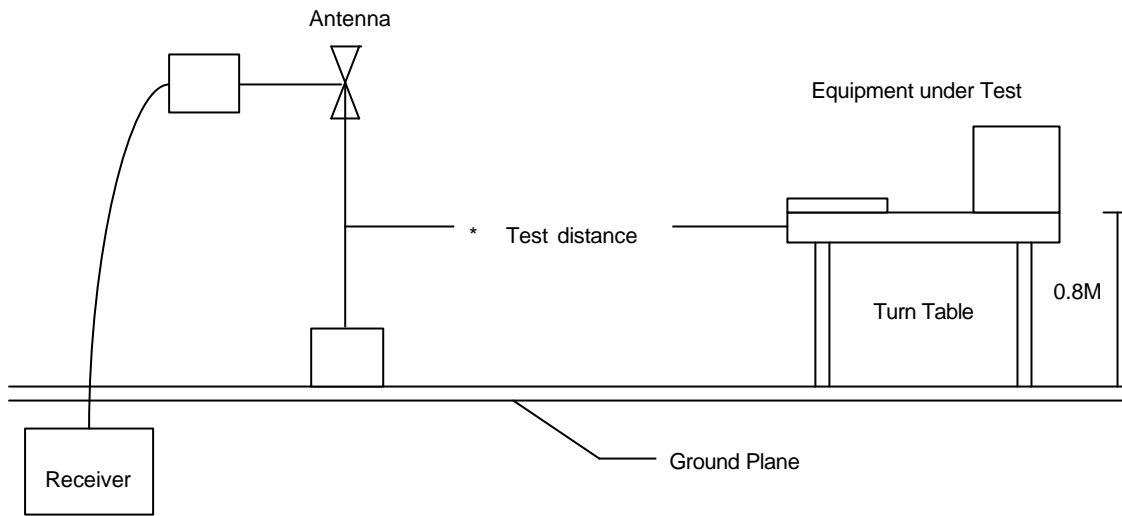 Antenna
Equipment under Test
* Test distance
0.8M
Turn Table
Ground Plane
Receiver